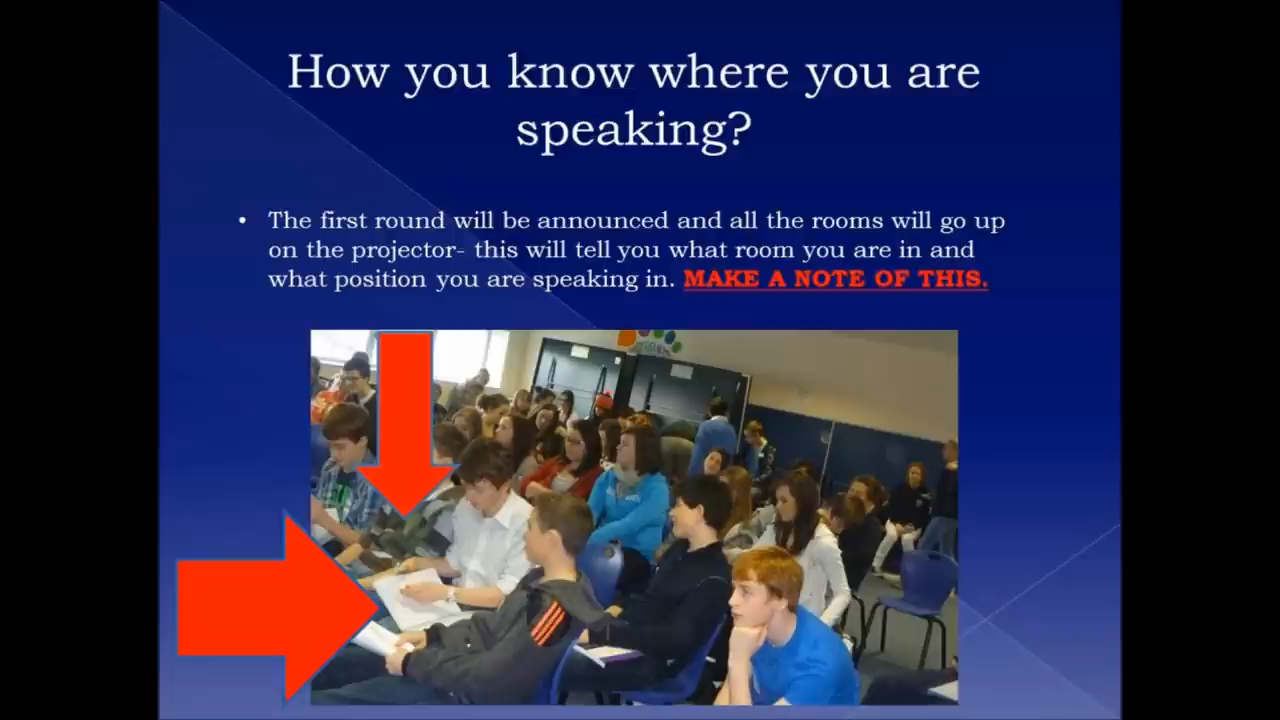 How you know where you are
speaking?
• The first round will be announced and all the rooms will go up
on the projector- this will tell you what room you are in and
what position you are speaking in. MAKE A NOTE OF THIS.